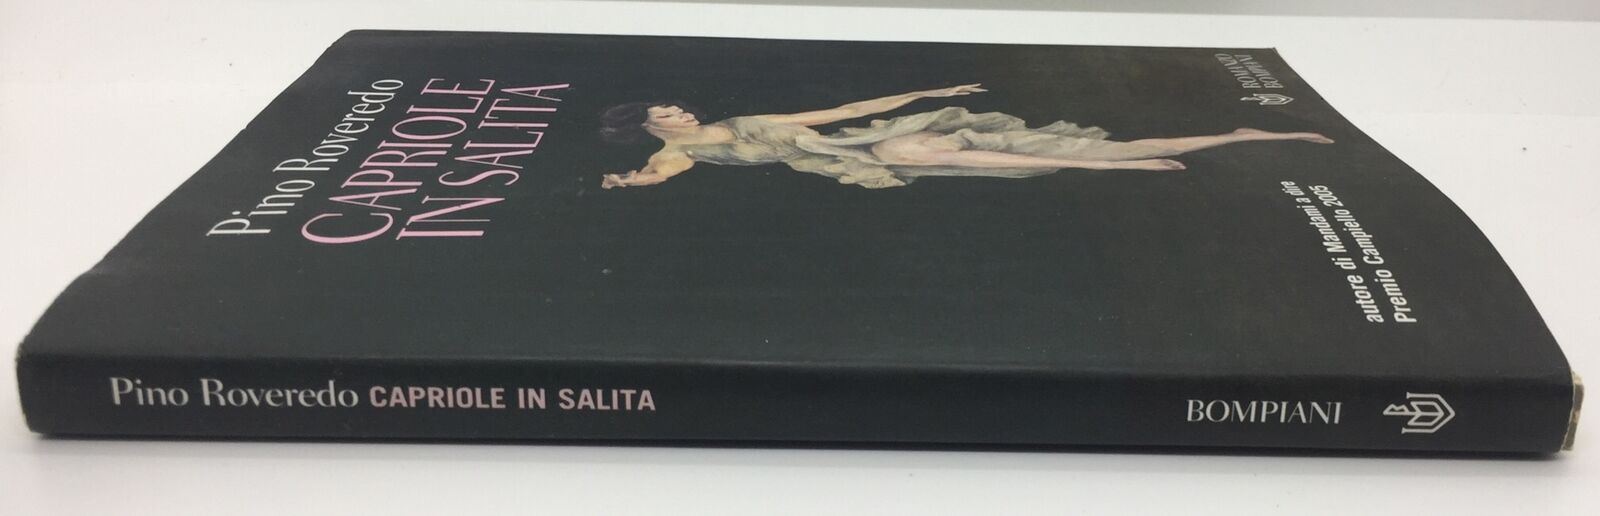 Pino Roveredo
CAPRIOLE
IN SALITA
ROMANZO
BOMPIANI
autore di Mandami a dire
Premio Campiello 2005
Pino Roveredo CAPRIOLE IN SALITA
BOMPIANI